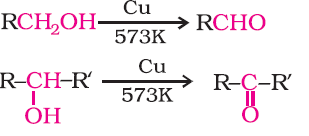 RCH₂OH Cu 573K RCHO
R–CH–R′ Cu 573K R–C–R′
OH O